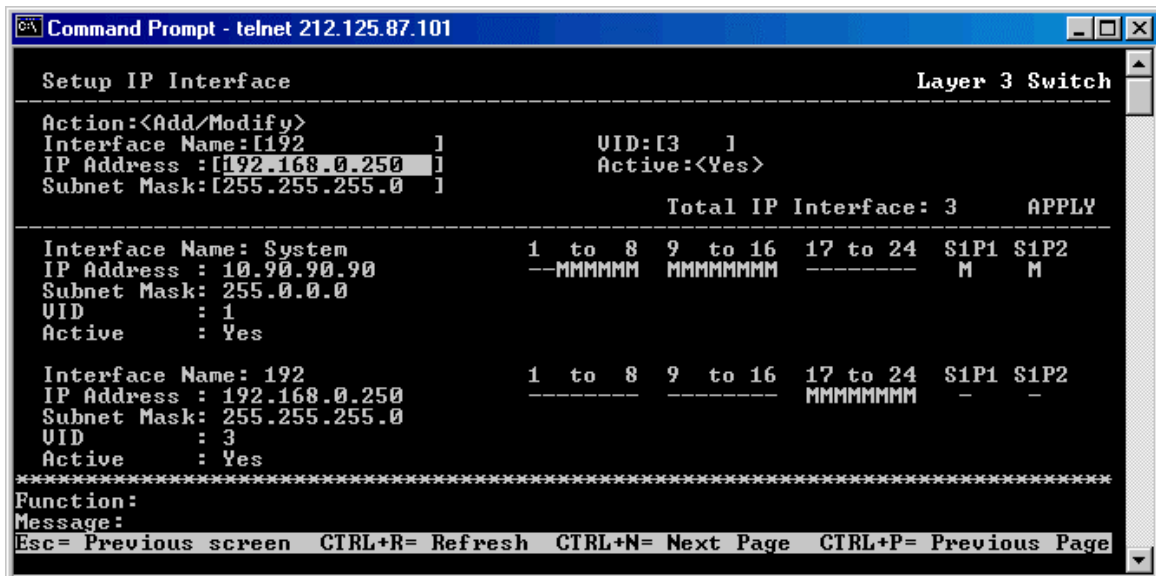 Command Prompt - telnet 212.125.87.101
Setup IP Interface Layer 3 Switch
Action:<Add/Modify>
Interface Name:[192 ] VID:[3 ]
IP Address :[192.168.0.250 ] Active:<Yes>
Subnet Mask:[255.255.255.0 ]
Total IP Interface: 3 APPLY
Interface Name: System 1 to 8 9 to 16 17 to 24 S1P1 S1P2
IP Address : 10.90.90.90 --MMMMMM MMMMMMMM -------- M M
Subnet Mask: 255.0.0.0
VID : 1
Active : Yes
Interface Name: 192 1 to 8 9 to 16 17 to 24 S1P1 S1P2
IP Address : 192.168.0.250 -------- -------- MMMMMMMM - -
Subnet Mask: 255.255.255.0
VID : 3
Active : Yes
*******************************************************************************
Function:
Message:
Esc= Previous screen CTRL+R= Refresh CTRL+N= Next Page CTRL+P= Previous Page